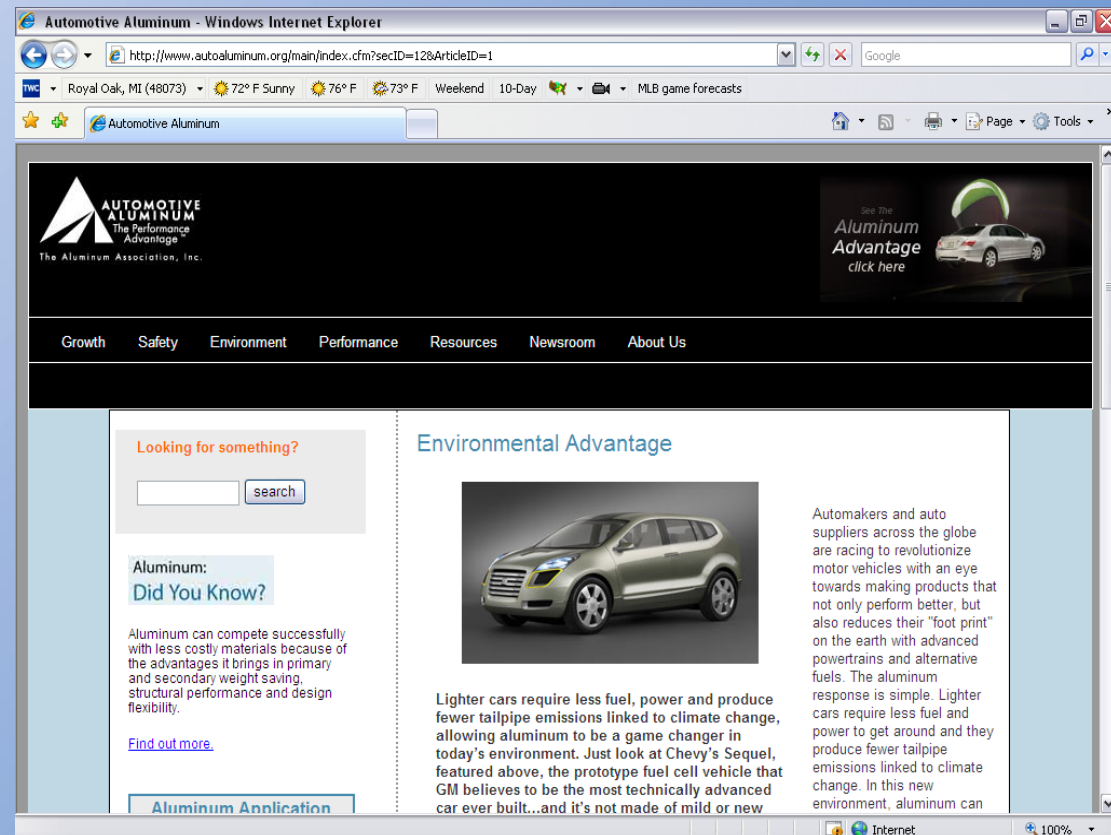 Automotive Aluminum - Windows Internet Explorer
http://www.autoaluminum.org/main/index.cfm?secID=12&ArticleID=1
Google
TWC Royal Oak, MI (48073) 72° F Sunny 76° F 73° F Weekend 10-Day MLB game forecasts
Automotive Aluminum
Page Tools
AUTOMOTIVE
ALUMINUM
The Performance
Advantage™
The Aluminum Association, Inc.
See The
Aluminum
Advantage
click here
Growth Safety Environment Performance Resources Newsroom About Us
Looking for something?
search
Aluminum:
Did You Know?
Aluminum can compete successfully
with less costly materials because of
the advantages it brings in primary
and secondary weight saving,
structural performance and design
flexibility.
Find out more.
Aluminum Application
Environmental Advantage
Lighter cars require less fuel, power and produce
fewer tailpipe emissions linked to climate change,
allowing aluminum to be a game changer in
today's environment. Just look at Chevy's Sequel,
featured above, the prototype fuel cell vehicle that
GM believes to be the most technically advanced
car ever built...and it's not made of mild or new
Automakers and auto
suppliers across the globe
are racing to revolutionize
motor vehicles with an eye
towards making products that
not only perform better, but
also reduces their "foot print"
on the earth with advanced
powertrains and alternative
fuels. The aluminum
response is simple. Lighter
cars require less fuel and
power to get around and they
produce fewer tailpipe
emissions linked to climate
change. In this new
environment, aluminum can
Internet 100%